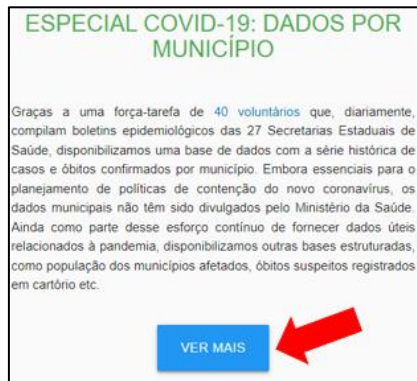 ESPECIAL COVID-19: DADOS POR
MUNICÍPIO
Graças a uma força-tarefa de 40 voluntários que, diariamente,
compilam boletins epidemiológicos das 27 Secretarias Estaduais de
Saúde, disponibilizamos uma base de dados com a série histórica de
casos e óbitos confirmados por município. Embora essenciais para o
planejamento de políticas de contenção do novo coronavírus, os
dados municipais não têm sido divulgados pelo Ministério da Saúde.
Ainda como parte desse esforço contínuo de fornecer dados úteis
relacionados à pandemia, disponibilizamos outras bases estruturadas,
como população dos municípios afetados, óbitos suspeitos registrados
em cartório etc.
VER MAIS